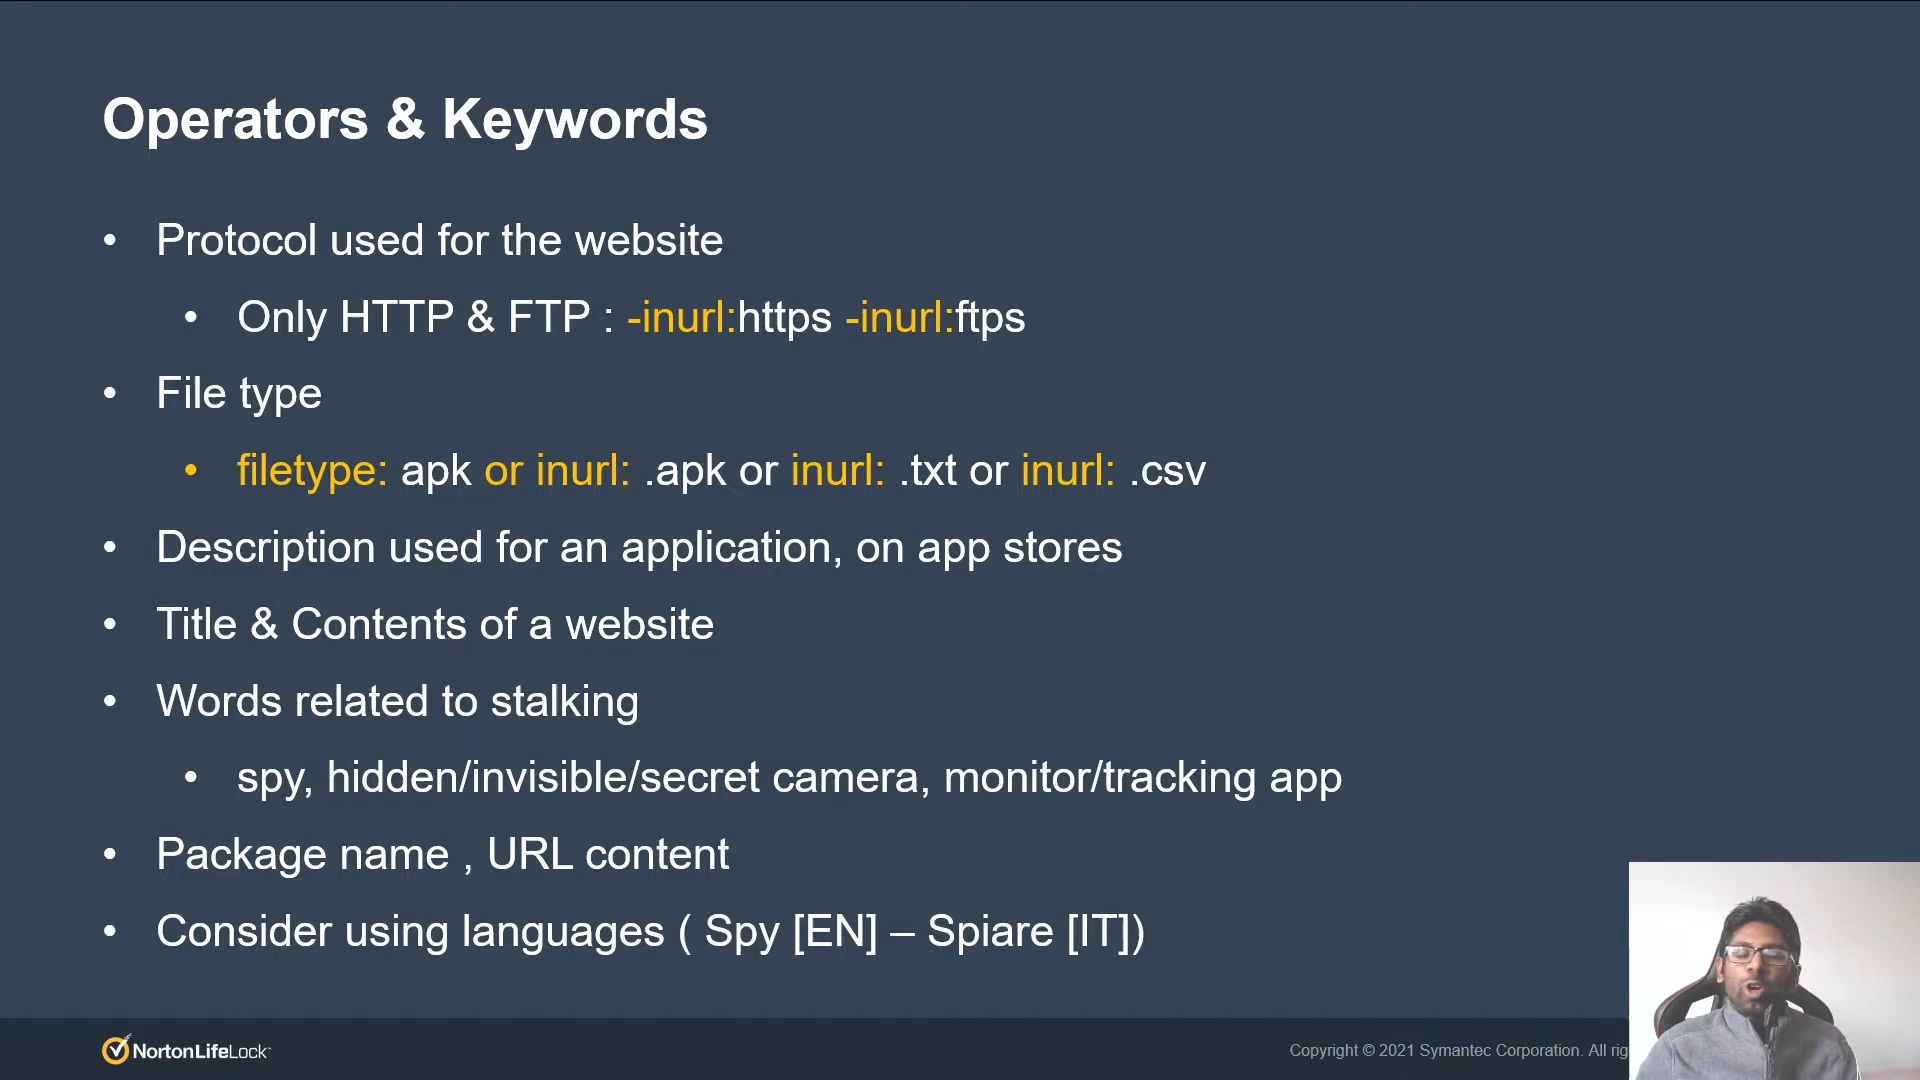 Operators & Keywords
• Protocol used for the website
• Only HTTP & FTP : -inurl:https -inurl:ftps
• File type
• filetype: apk or inurl: .apk or inurl: .txt or inurl: .csv
• Description used for an application, on app stores
• Title & Contents of a website
• Words related to stalking
• spy, hidden/invisible/secret camera, monitor/tracking app
• Package name , URL content
• Consider using languages ( Spy [EN] – Spiare [IT])
NortonLifeLock™
Copyright © 2021 Symantec Corporation. All rig